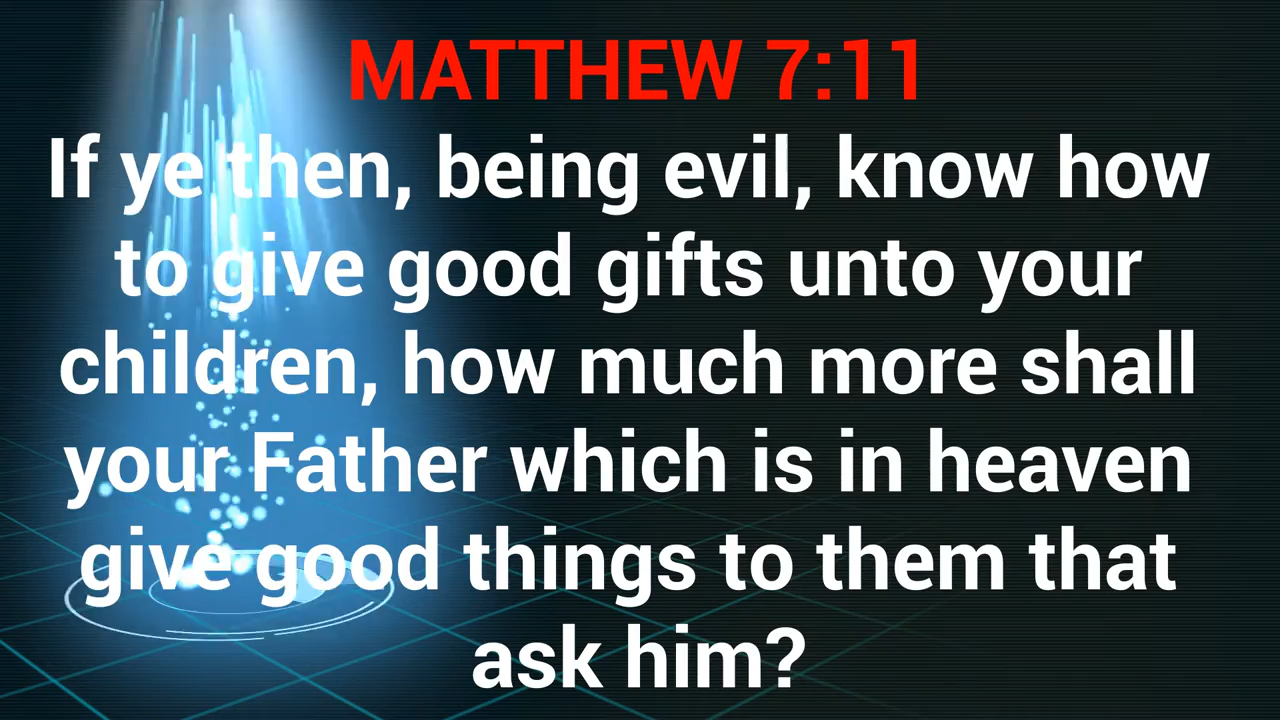 MATTHEW 7:11
If ye then, being evil, know how
to give good gifts unto your
children, how much more shall
your Father which is in heaven
give good things to them that
ask him?